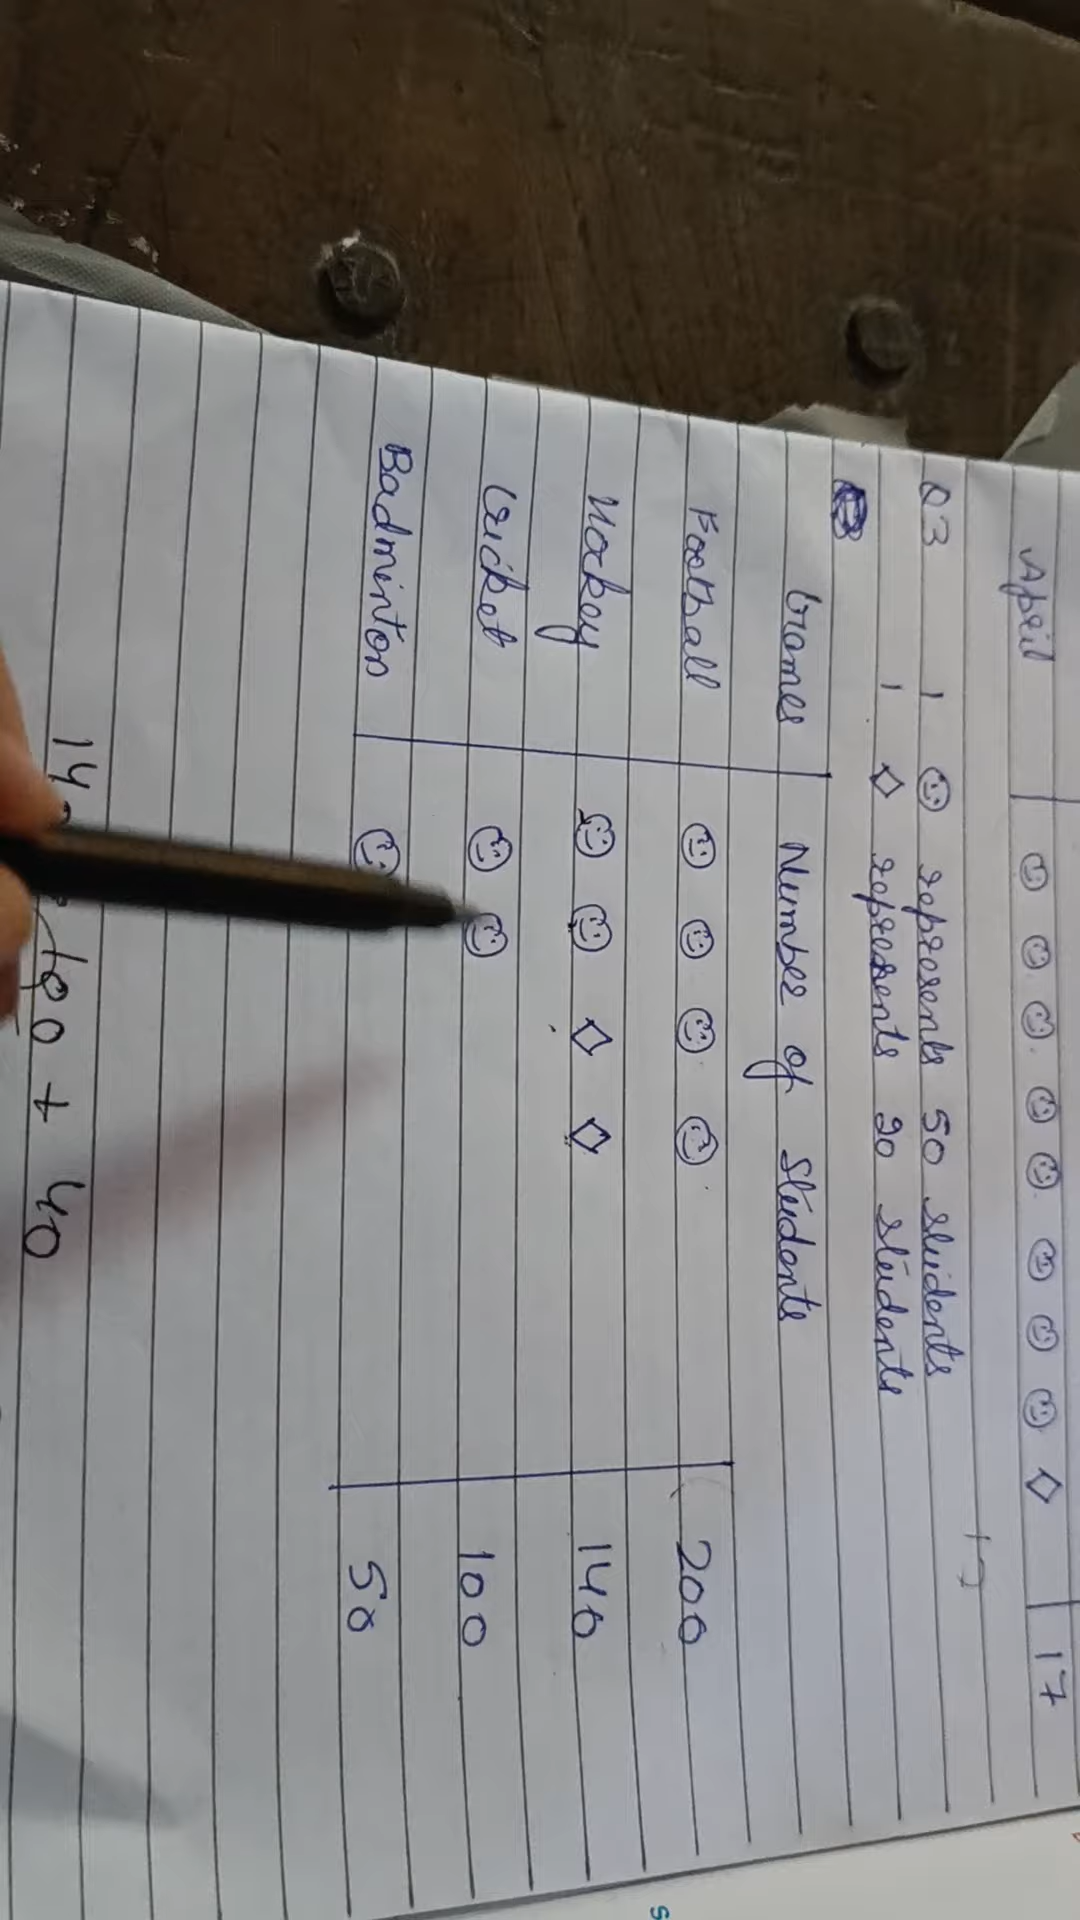 April ☺ ☺ ☺ ☺ ☺ ☺ ☺ ☺ ◇ 17
Q3 1 ☺ represents 50 students
1 ◇ represents 20 students
Games Number of Students
Football ☺ ☺ ☺ ☺ 200
Hockey ☺ ☺ ◇ ◇ 140
Cricket ☺ ☺ 100
Badminton ☺ 50
+ 40